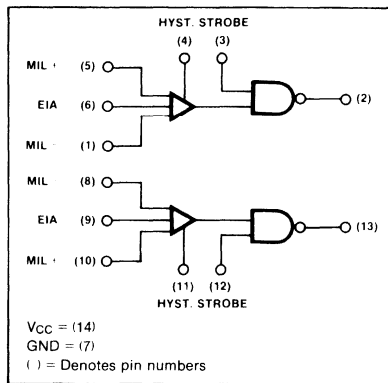 HYST. STROBE
(4) (3)
MIL + (5)
EIA (6)
(2)
MIL - (1)
MIL (8)
EIA (9)
(13)
MIL + (10)
(11) (12)
HYST. STROBE
VCC = (14)
GND = (7)
( ) = Denotes pin numbers